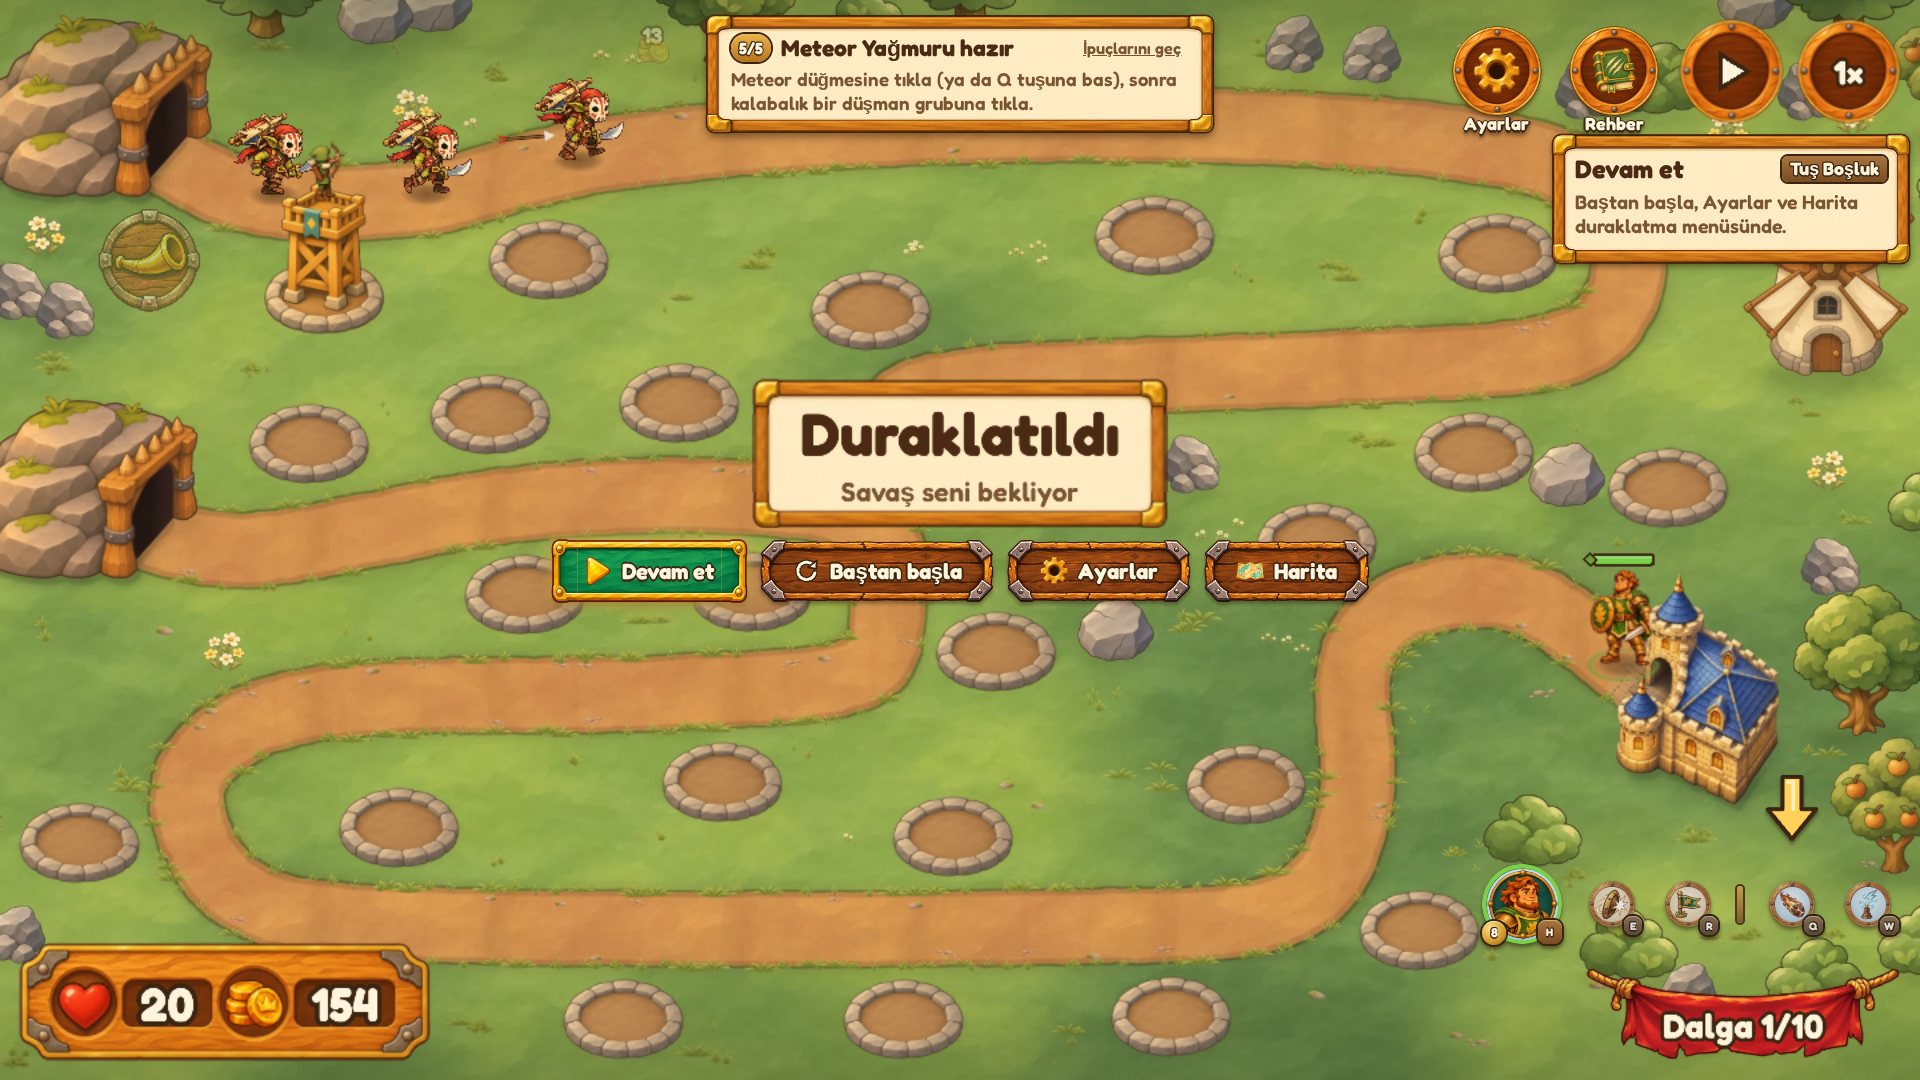 13
5/5 Meteor Yağmuru hazır İpuçlarını geç
Meteor düğmesine tıkla (ya da Q tuşuna bas), sonra
kalabalık bir düşman grubuna tıkla.
1x
Ayarlar
Rehber
Devam et Tuş Boşluk
Baştan başla, Ayarlar ve Harita
duraklatma menüsünde.
Duraklatıldı
Savaş seni bekliyor
Devam et
Baştan başla
Ayarlar
Harita
8 H
E
R
Q
W
20
154
Dalga 1/10